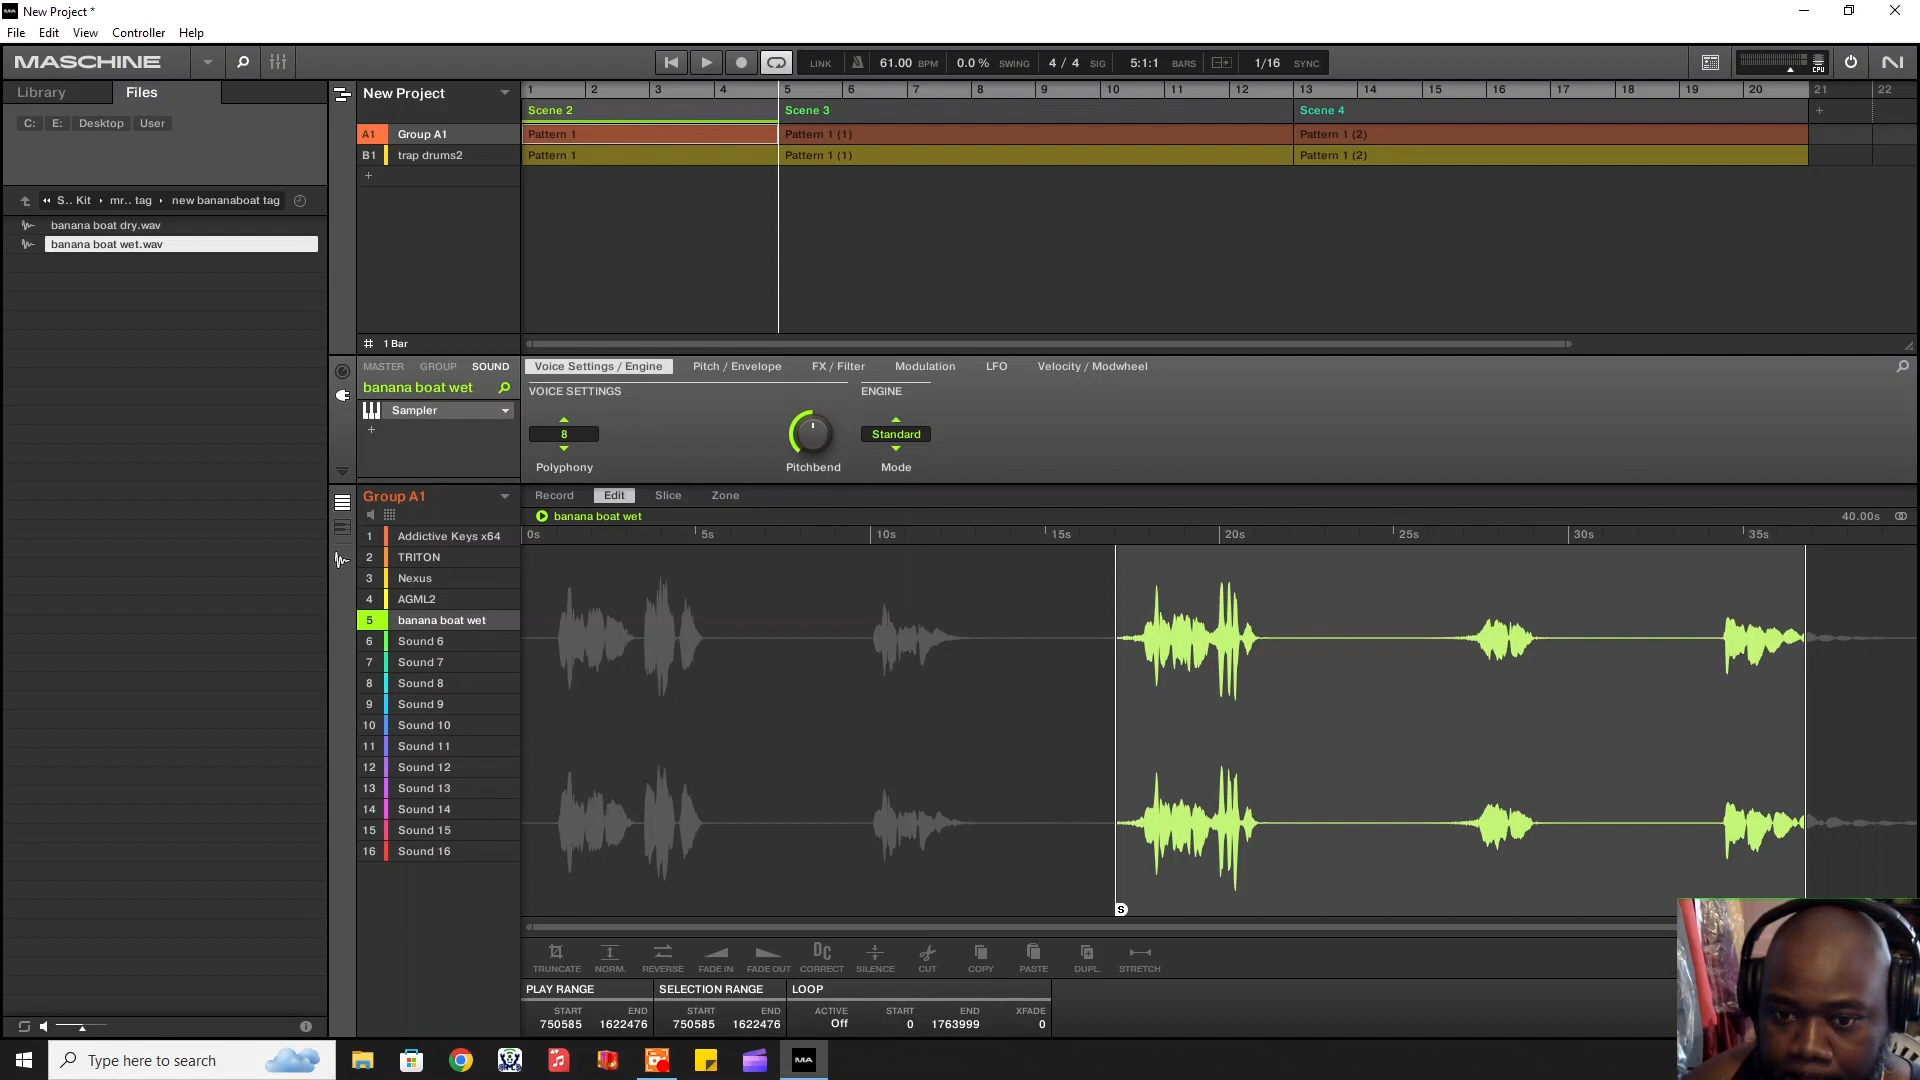 New Project *
File Edit View Controller Help
MASCHINE LINK 61.00 BPM 0.0 % SWING 4 / 4 SIG 5:1:1 BARS 1/16 SYNC CPU
Library Files
C: E: Desktop User
S.. Kit mr.. tag new bananaboat tag
banana boat dry.wav
banana boat wet.wav
New Project
1 2 3 4 5 6 7 8 9 10 11 12 13 14 15 16 17 18 19 20 21 22
Scene 2 Scene 3 Scene 4 +
A1 Group A1 Pattern 1 Pattern 1 (1) Pattern 1 (2)
B1 trap drums2 Pattern 1 Pattern 1 (1) Pattern 1 (2)
+
1 Bar
MASTER GROUP SOUND
banana boat wet
Sampler
+
Voice Settings / Engine Pitch / Envelope FX / Filter Modulation LFO Velocity / Modwheel
VOICE SETTINGS ENGINE
8 Standard
Polyphony Pitchbend Mode
Group A1
1 Addictive Keys x64
2 TRITON
3 Nexus
4 AGML2
5 banana boat wet
6 Sound 6
7 Sound 7
8 Sound 8
9 Sound 9
10 Sound 10
11 Sound 11
12 Sound 12
13 Sound 13
14 Sound 14
15 Sound 15
16 Sound 16
Record Edit Slice Zone
banana boat wet 40.00s
0s 5s 10s 15s 20s 25s 30s 35s
S
DC
TRUNCATE NORM. REVERSE FADE IN FADE OUT CORRECT SILENCE CUT COPY PASTE DUPL. STRETCH
PLAY RANGE SELECTION RANGE LOOP
START END START END ACTIVE START END XFADE
750585 1622476 750585 1622476 Off 0 1763999 0
Type here to search
MA